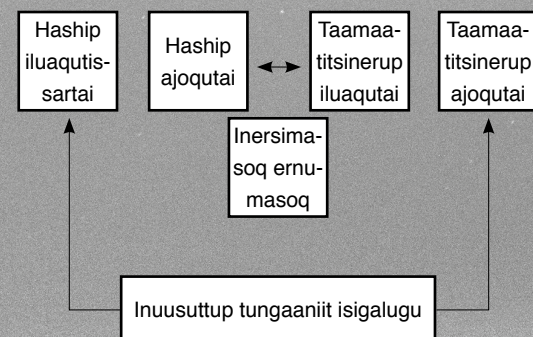 Haship
iluaqutis-
sartai
Haship
ajoqutai
Taamaa-
titsinerup
iluaqutai
Taamaa-
titsinerup
ajoqutai
Inersima-
soq ernu-
masoq
Inuusuttup tungaaniit isigalugu